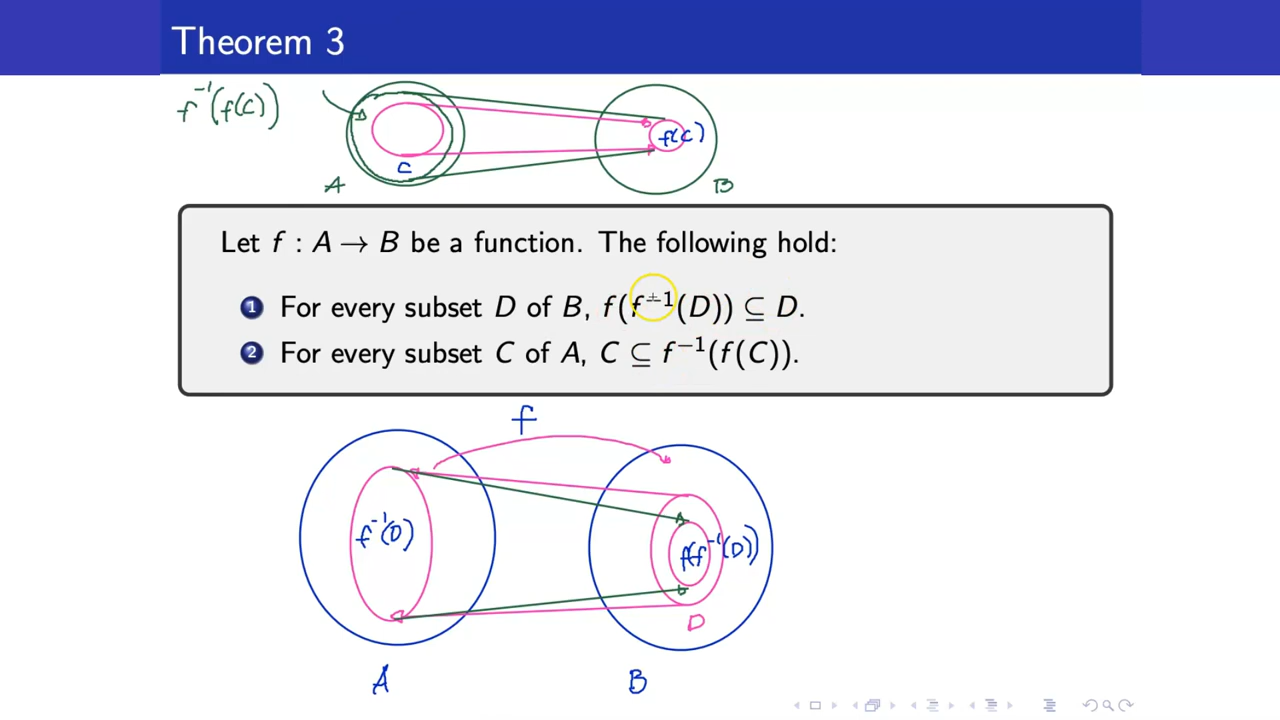 Theorem 3
f⁻¹(f(C))
f(C)
C
A
B
Let f : A → B be a function. The following hold:
1 For every subset D of B, f(f⁻¹(D)) ⊆ D.
2 For every subset C of A, C ⊆ f⁻¹(f(C)).
f
f⁻¹(D)
f(f⁻¹(D))
D
A
B